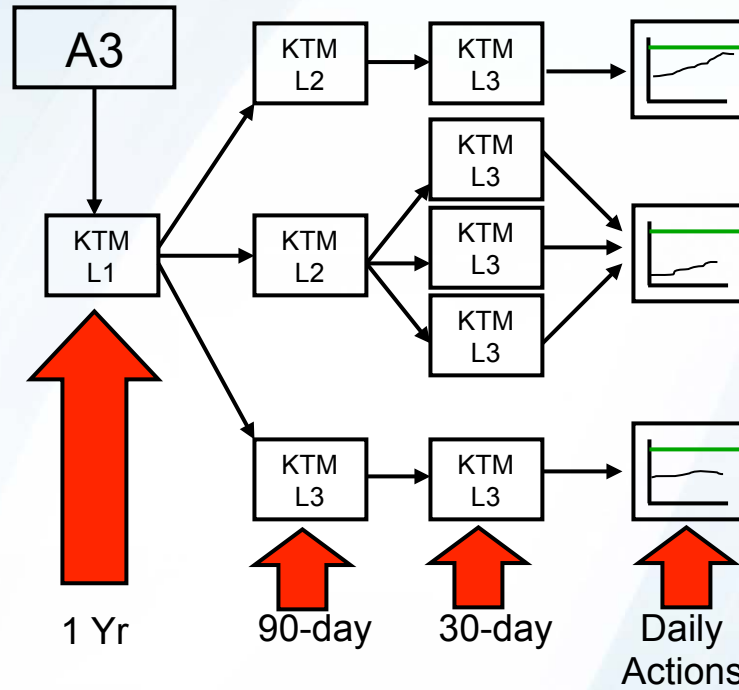 A3
KTM
L2
KTM
L3
KTM
L3
KTM
L1
KTM
L2
KTM
L3
KTM
L3
KTM
L3
KTM
L3
1 Yr
90-day
30-day
Daily
Actions